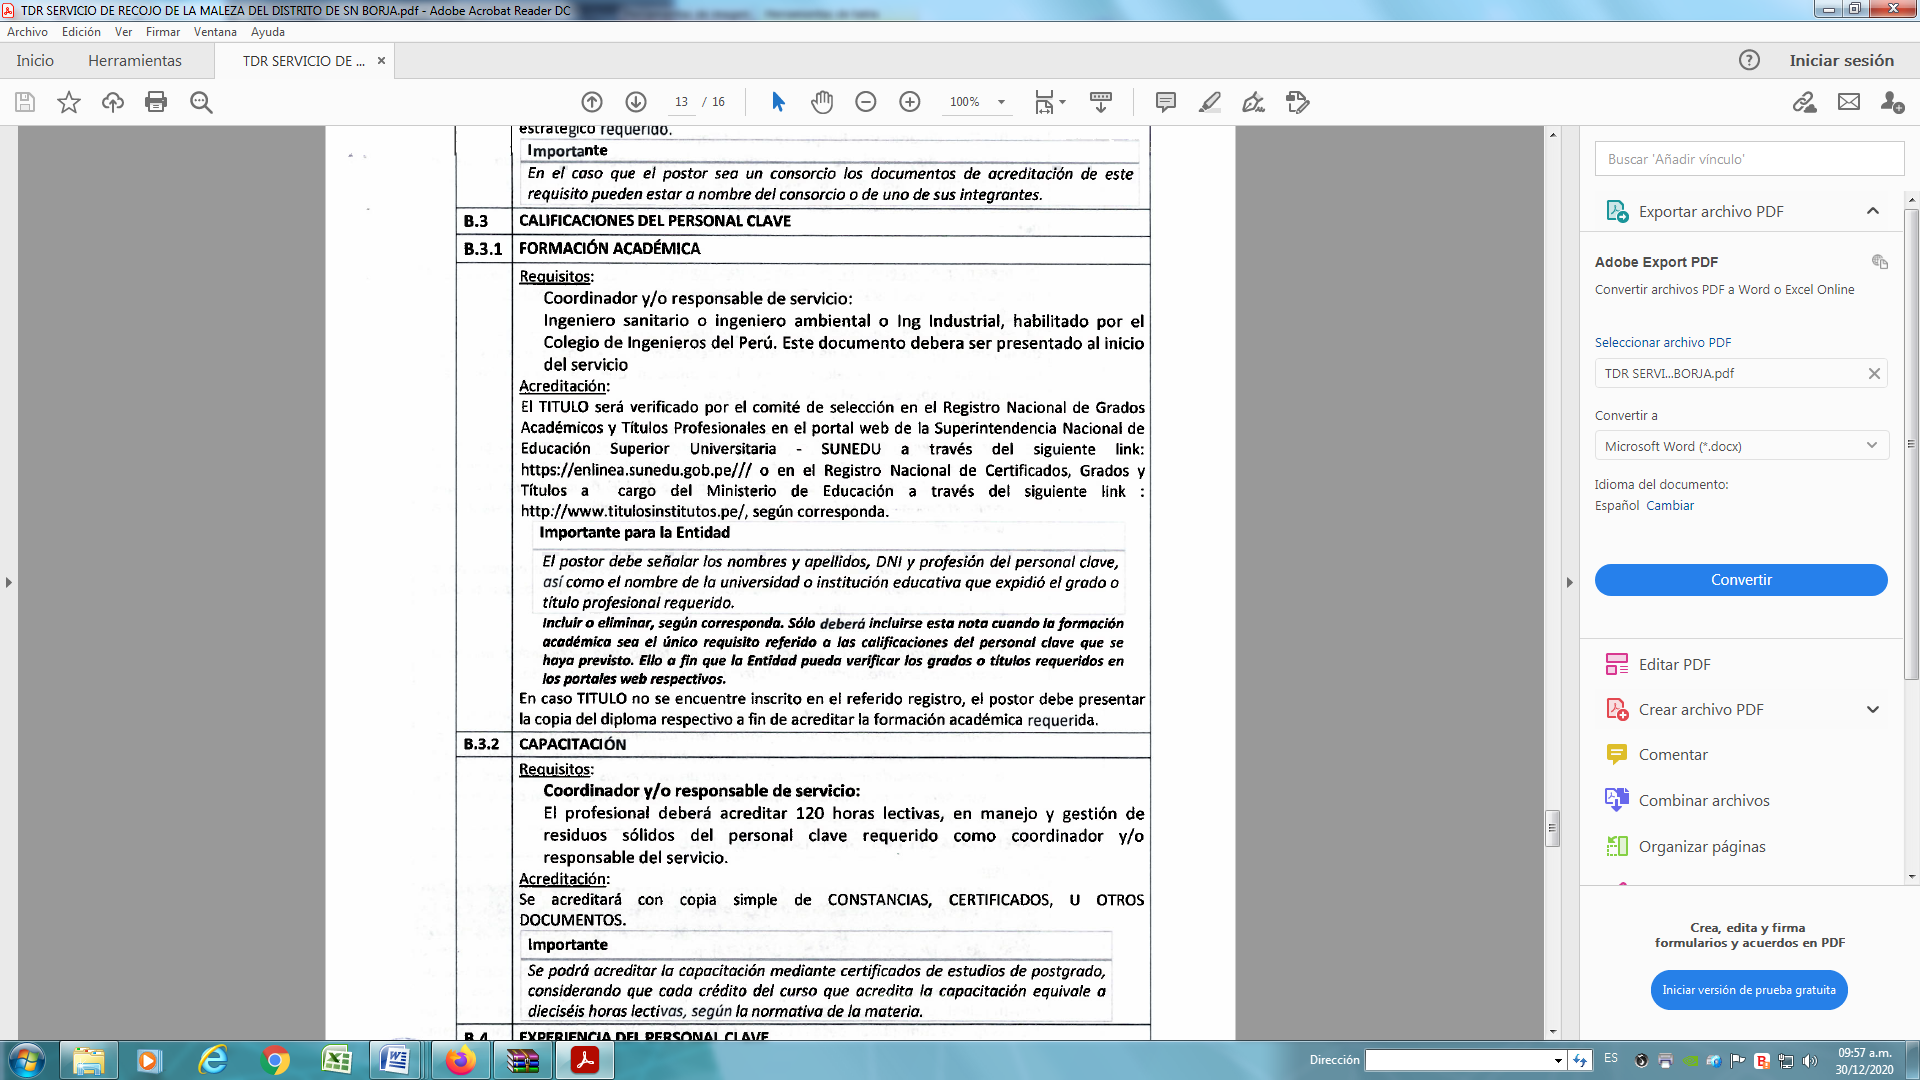 TDR SERVICIO DE RECOJO DE LA MALEZA DEL DISTRITO DE SN BORJA.pdf - Adobe Acrobat Reader DC
Archivo Edición Ver Firmar Ventana Ayuda
Inicio Herramientas TDR SERVICIO DE ... Iniciar sesión
13 / 16 100%
estratégico requerido.
Importante
En el caso que el postor sea un consorcio los documentos de acreditación de este
requisito pueden estar a nombre del consorcio o de uno de sus integrantes.
B.3 CALIFICACIONES DEL PERSONAL CLAVE
B.3.1 FORMACIÓN ACADÉMICA
Requisitos:
Coordinador y/o responsable de servicio:
Ingeniero sanitario o ingeniero ambiental o Ing Industrial, habilitado por el
Colegio de Ingenieros del Perú. Este documento debera ser presentado al inicio
del servicio
Acreditación:
El TITULO será verificado por el comité de selección en el Registro Nacional de Grados
Académicos y Títulos Profesionales en el portal web de la Superintendencia Nacional de
Educación Superior Universitaria - SUNEDU a través del siguiente link:
https://enlinea.sunedu.gob.pe/// o en el Registro Nacional de Certificados, Grados y
Títulos a cargo del Ministerio de Educación a través del siguiente link :
http://www.titulosinstitutos.pe/, según corresponda.
Importante para la Entidad
El postor debe señalar los nombres y apellidos, DNI y profesión del personal clave,
así como el nombre de la universidad o institución educativa que expidió el grado o
título profesional requerido.
Incluir o eliminar, según corresponda. Sólo deberá incluirse esta nota cuando la formación
académica sea el único requisito referido a las calificaciones del personal clave que se
haya previsto. Ello a fin que la Entidad pueda verificar los grados o títulos requeridos en
los portales web respectivos.
En caso TITULO no se encuentre inscrito en el referido registro, el postor debe presentar
la copia del diploma respectivo a fin de acreditar la formación académica requerida.
B.3.2 CAPACITACIÓN
Requisitos:
Coordinador y/o responsable de servicio:
El profesional deberá acreditar 120 horas lectivas, en manejo y gestión de
residuos sólidos del personal clave requerido como coordinador y/o
responsable del servicio.
Acreditación:
Se acreditará con copia simple de CONSTANCIAS, CERTIFICADOS, U OTROS
DOCUMENTOS.
Importante
Se podrá acreditar la capacitación mediante certificados de estudios de postgrado,
considerando que cada crédito del curso que acredita la capacitación equivale a
dieciséis horas lectivas, según la normativa de la materia.
B.4 EXPERIENCIA DEL PERSONAL CLAVE
Buscar 'Añadir vínculo'
Exportar archivo PDF
Adobe Export PDF
Convertir archivos PDF a Word o Excel Online
Seleccionar archivo PDF
TDR SERVI...BORJA.pdf
Convertir a
Microsoft Word (*.docx)
Idioma del documento:
Español Cambiar
Convertir
Editar PDF
Crear archivo PDF
Comentar
Combinar archivos
Organizar páginas
Crea, edita y firma
formularios y acuerdos en PDF
Iniciar versión de prueba gratuita
Dirección
ES
09:57 a.m.
30/12/2020